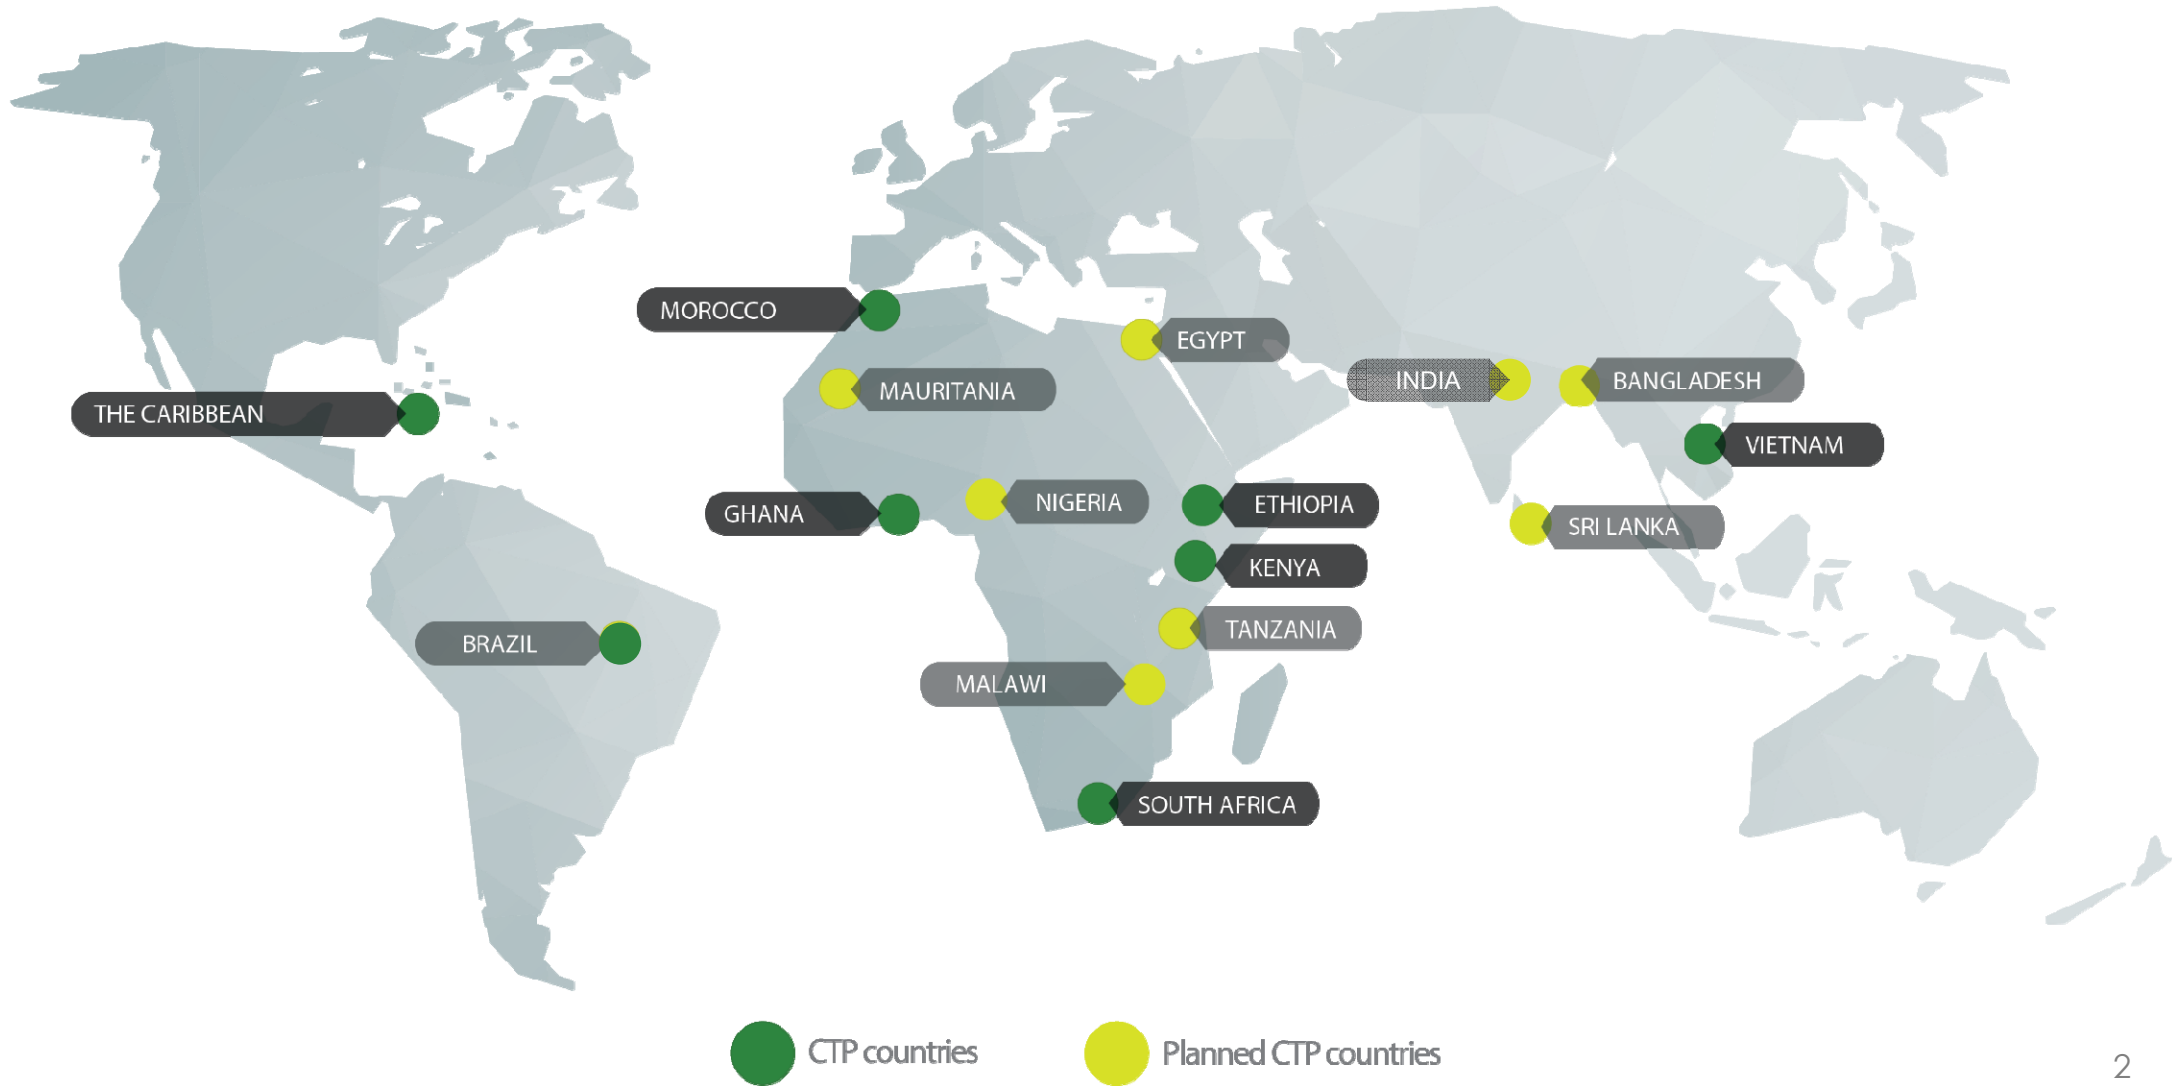 MOROCCO
EGYPT
MAURITANIA
INDIA
BANGLADESH
THE CARIBBEAN
VIETNAM
GHANA
NIGERIA
ETHIOPIA
SRI LANKA
KENYA
TANZANIA
BRAZIL
MALAWI
SOUTH AFRICA
CTP countries
Planned CTP countries
2